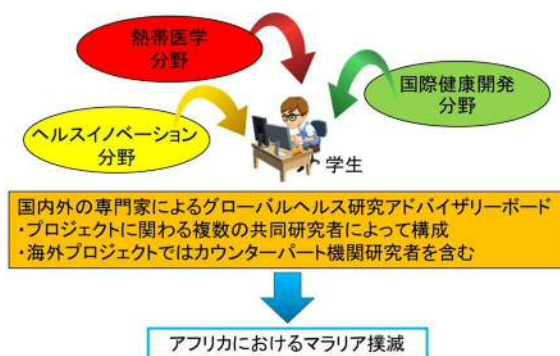 熱帯医学
分野
国際健康開発
分野
ヘルスイノベーション
分野
学生
国内外の専門家によるグローバルヘルス研究アドバイザリーボード
・プロジェクトに関わる複数の共同研究者によって構成
・海外プロジェクトではカウンターパート機関研究者を含む
アフリカにおけるマラリア撲滅